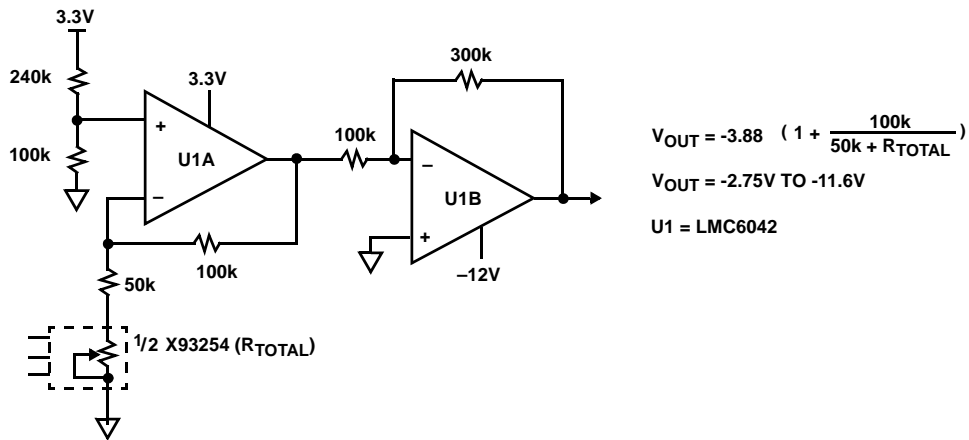 3.3V
240k
100k
3.3V
+
U1A
–
100k
50k
1/2 X93254 (RTOTAL)
100k
300k
–
U1B
+
–12V
VOUT = -3.88 ( 1 + 100k / 50k + RTOTAL )
VOUT = -2.75V TO -11.6V
U1 = LMC6042